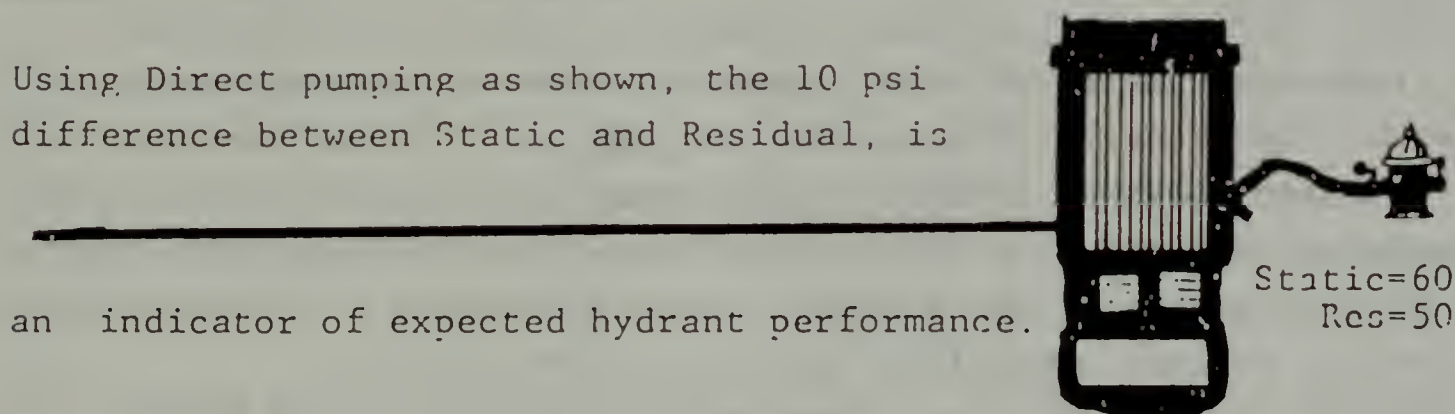 Using Direct pumping as shown, the 10 psi
difference between Static and Residual, is
an indicator of expected hydrant performance.
Static=60
Res=50